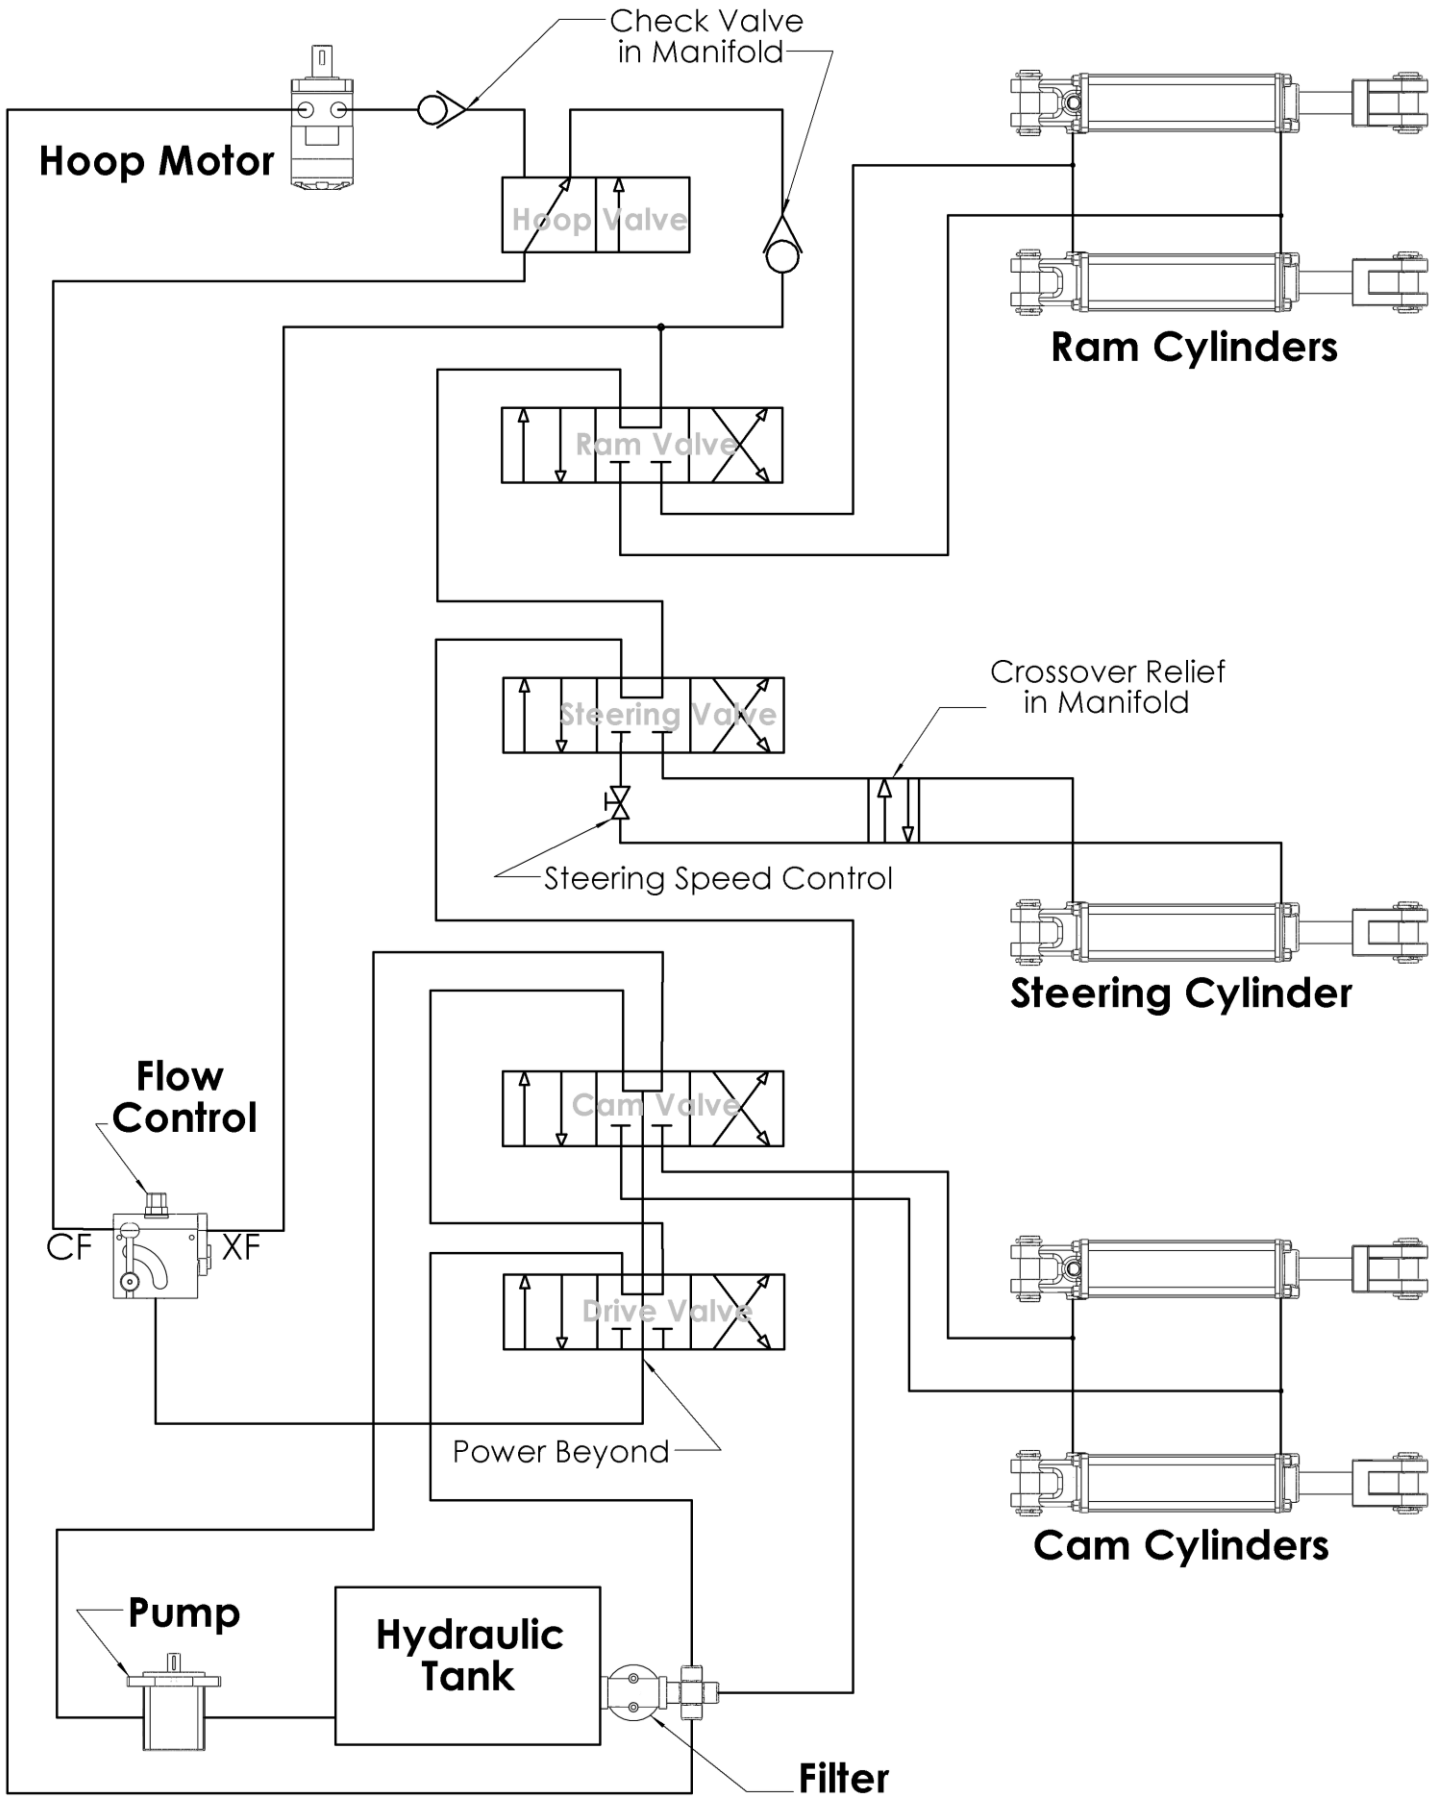 Check Valve
in Manifold
Hoop Motor
Hoop Valve
Ram Cylinders
Ram Valve
Crossover Relief
in Manifold
Steering Valve
Steering Speed Control
Steering Cylinder
Flow
Control
Cam Valve
CF
XF
Drive Valve
Power Beyond
Cam Cylinders
Pump
Hydraulic
Tank
Filter